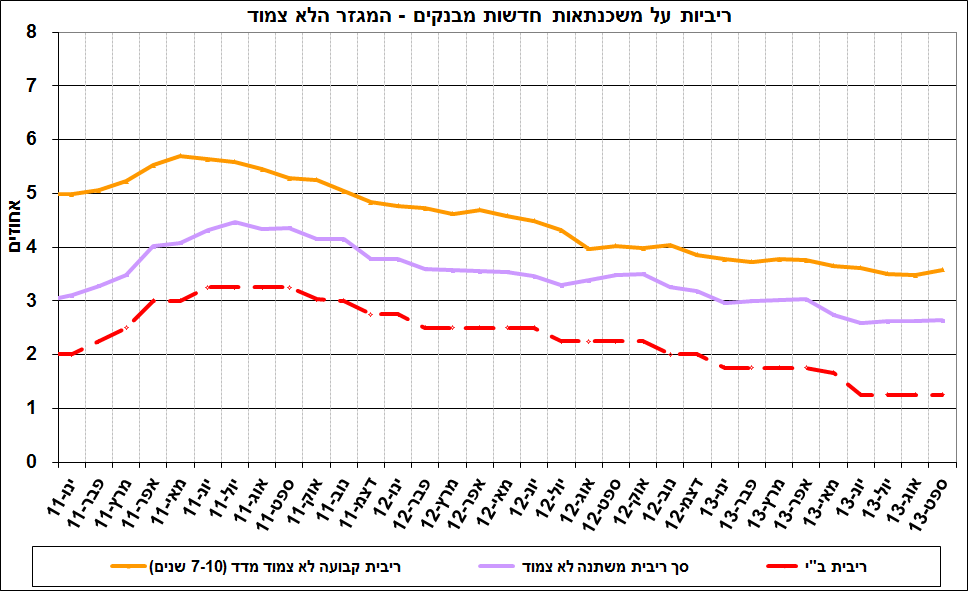 ריביות על משכנתאות חדשות מבנקים - המגזר הלא צמוד
אחוזים
8
7
6
5
4
3
2
1
0
ינו-11 פבר-11 מרץ-11 אפר-11 מאי-11 יונ-11 יול-11 אוג-11 ספט-11 אוק-11 נוב-11 דצמ-11 ינו-12 פבר-12 מרץ-12 אפר-12 מאי-12 יונ-12 יול-12 אוג-12 ספט-12 אוק-12 נוב-12 דצמ-12 ינו-13 פבר-13 מרץ-13 אפר-13 מאי-13 יונ-13 יול-13 אוג-13 ספט-13
ריבית ב"י סך ריבית משתנה לא צמוד ריבית קבועה לא צמוד מדד (7-10 שנים)